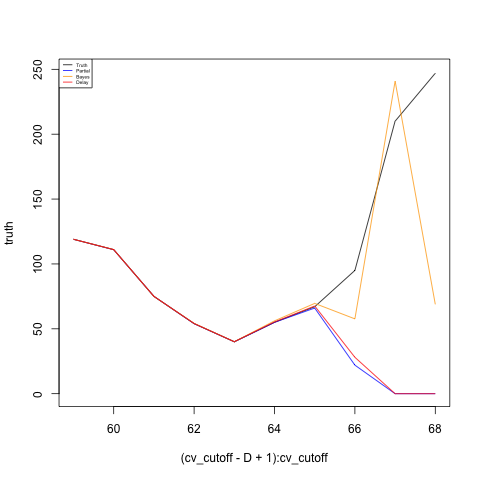 Truth
Partial
Bayes
Delay
250
200
150
100
50
0
truth
60 62 64 66 68
(cv_cutoff - D + 1):cv_cutoff